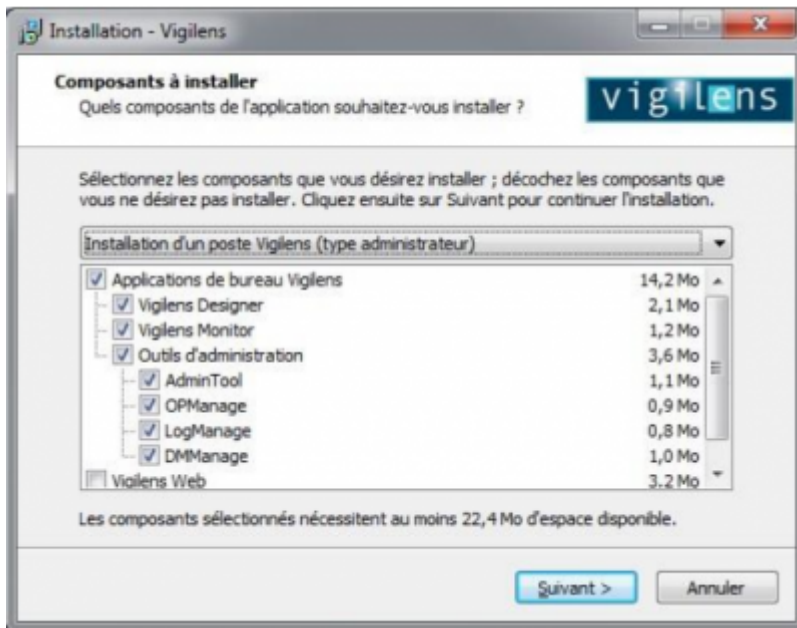 Installation - Vigilens
Composants à installer
Quels composants de l'application souhaitez-vous installer ?
vigilens
Sélectionnez les composants que vous désirez installer ; décochez les composants que
vous ne désirez pas installer. Cliquez ensuite sur Suivant pour continuer l'installation.
Installation d'un poste Vigilens (type administrateur)
Applications de bureau Vigilens 14,2 Mo
Vigilens Designer 2,1 Mo
Vigilens Monitor 1,2 Mo
Outils d'administration 3,6 Mo
AdminTool 1,1 Mo
OPManage 0,9 Mo
LogManage 0,8 Mo
DMManage 1,0 Mo
Vigilens Web 3,2 Mo
Les composants sélectionnés nécessitent au moins 22,4 Mo d'espace disponible.
Suivant > Annuler